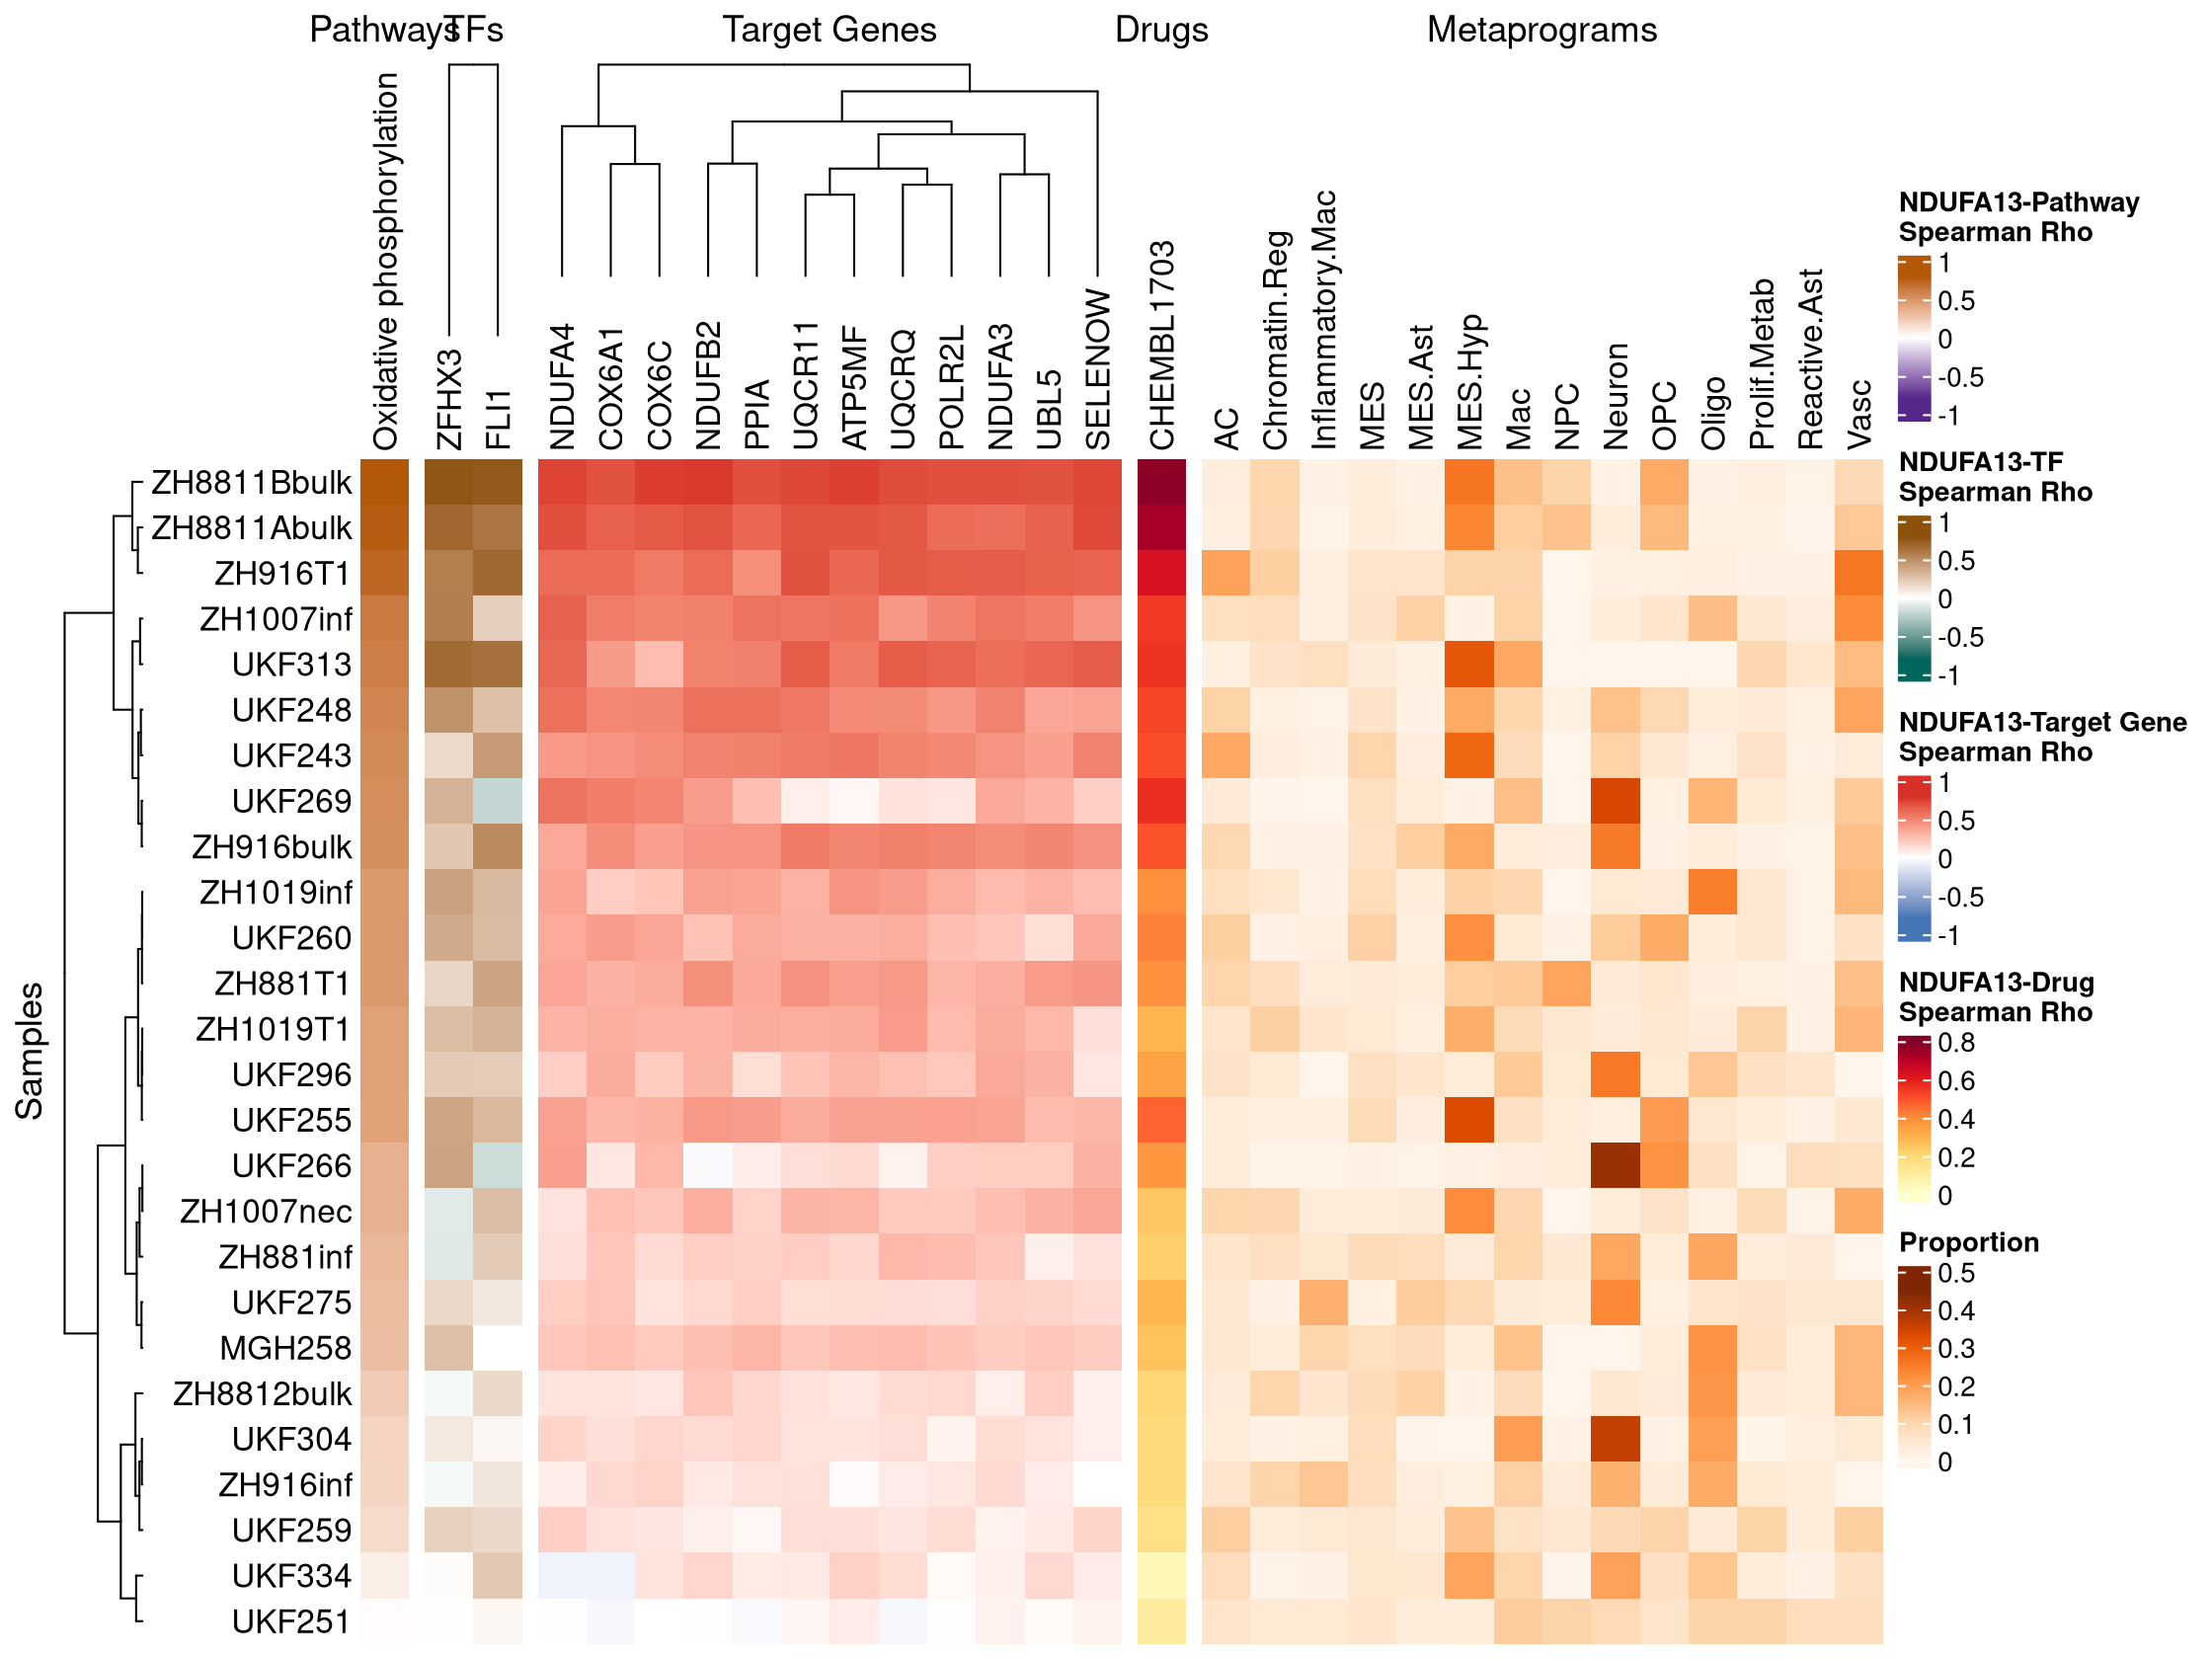 Pathways
TFs
Target Genes
Drugs
Metaprograms
Oxidative phosphorylation
ZFHX3
FLI1
NDUFA4
COX6A1
COX6C
NDUFB2
PPIA
UQCR11
ATP5MF
UQCRQ
POLR2L
NDUFA3
UBL5
SELENOW
CHEMBL1703
AC
Chromatin.Reg
Inflammatory.Mac
MES
MES.Ast
MES.Hyp
Mac
NPC
Neuron
OPC
Oligo
Prolif.Metab
Reactive.Ast
Vasc
Samples
ZH8811Bbulk
ZH8811Abulk
ZH916T1
ZH1007inf
UKF313
UKF248
UKF243
UKF269
ZH916bulk
ZH1019inf
UKF260
ZH881T1
ZH1019T1
UKF296
UKF255
UKF266
ZH1007nec
ZH881inf
UKF275
MGH258
ZH8812bulk
UKF304
ZH916inf
UKF259
UKF334
UKF251
NDUFA13-Pathway
Spearman Rho
1
0.5
0
-0.5
-1
NDUFA13-TF
Spearman Rho
1
0.5
0
-0.5
-1
NDUFA13-Target Gene
Spearman Rho
1
0.5
0
-0.5
-1
NDUFA13-Drug
Spearman Rho
0.8
0.6
0.4
0.2
0
Proportion
0.5
0.4
0.3
0.2
0.1
0